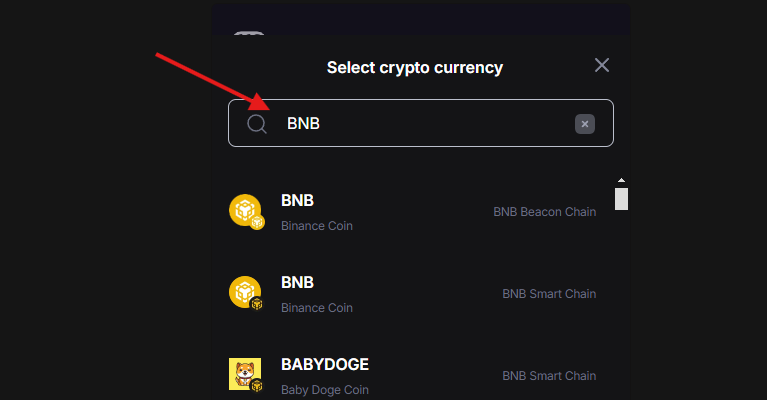 Select crypto currency
BNB
BNB
Binance Coin
BNB Beacon Chain
BNB
Binance Coin
BNB Smart Chain
BABYDOGE
Baby Doge Coin
BNB Smart Chain